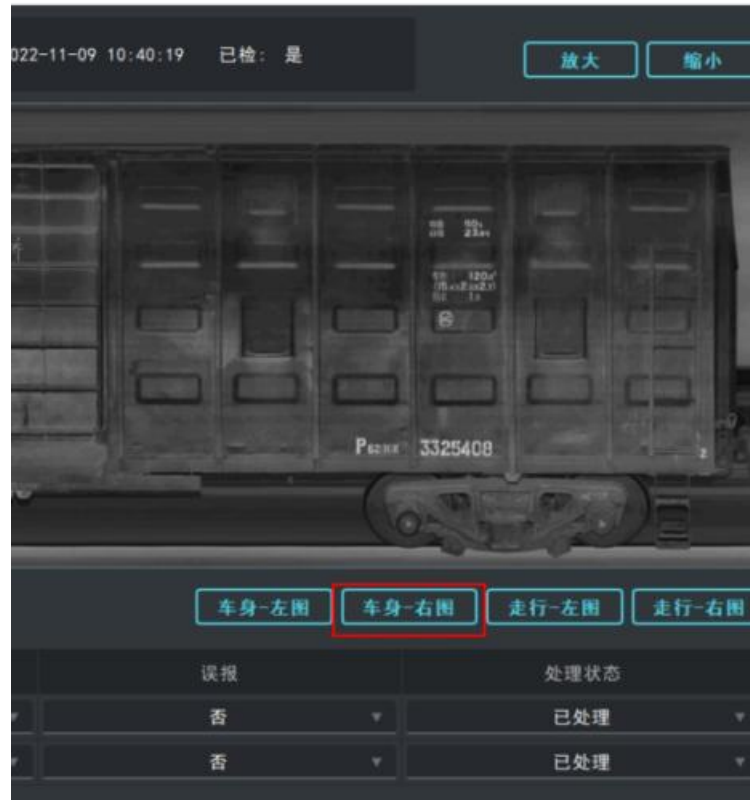 022-11-09 10:40:19 已检: 是
放大 缩小
3325408
2
车身-左图 车身-右图 走行-左图 走行-右图
误报 处理状态
否 已处理
否 已处理